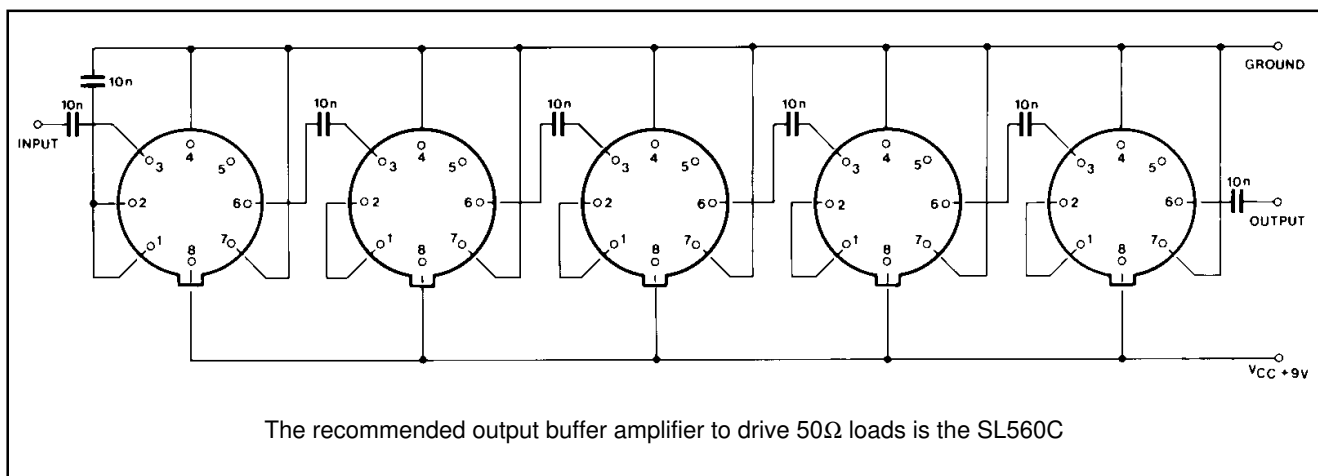 GROUND
10n
10n 10n 10n 10n 10n
INPUT
4 4 4 4 4
3 5 3 5 3 5 3 5 3 5
10n
2 6 2 6 2 6 2 6 2 6
OUTPUT
1 7 1 7 1 7 1 7 1 7
8 8 8 8 8
VCC +9V
The recommended output buffer amplifier to drive 50Ω loads is the SL560C